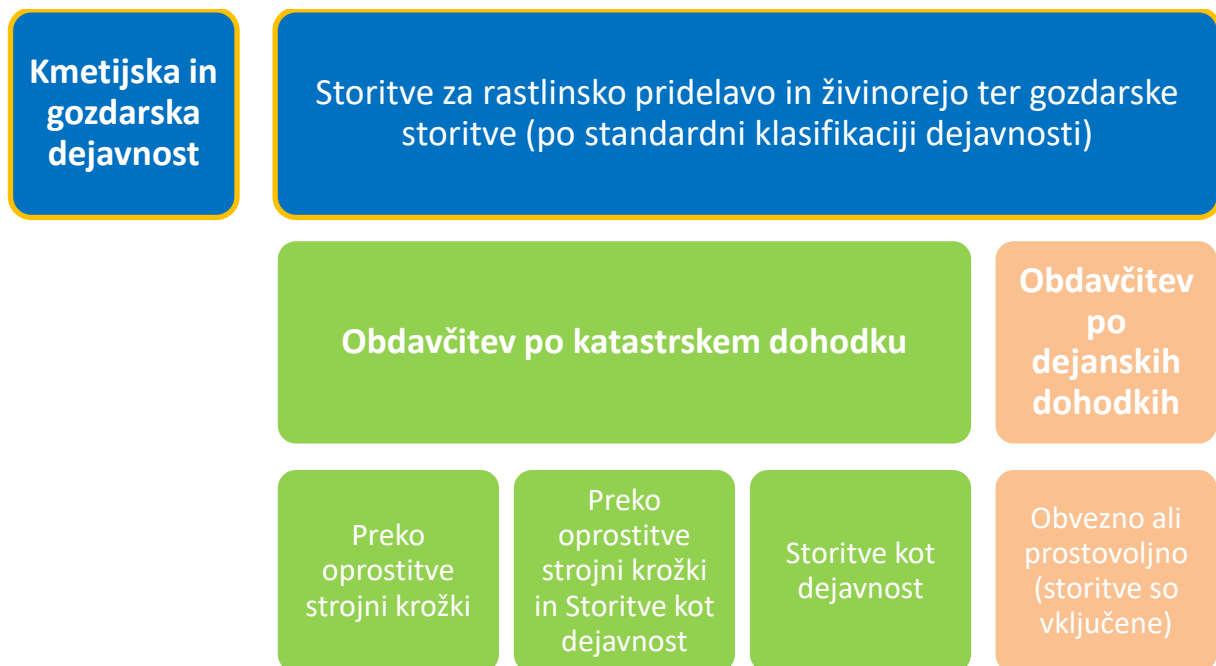 Kmetijska in
gozdarska
dejavnost
Storitve za rastlinsko pridelavo in živinorejo ter gozdarske
storitve (po standardni klasifikaciji dejavnosti)
Obdavčitev po katastrskem dohodku
Obdavčitev
po
dejanskih
dohodkih
Preko
oprostitve
strojni krožki
Preko
oprostitve
strojni krožki
in Storitve kot
dejavnost
Storitve kot
dejavnost
Obvezno ali
prostovoljno
(storitve so
vključene)